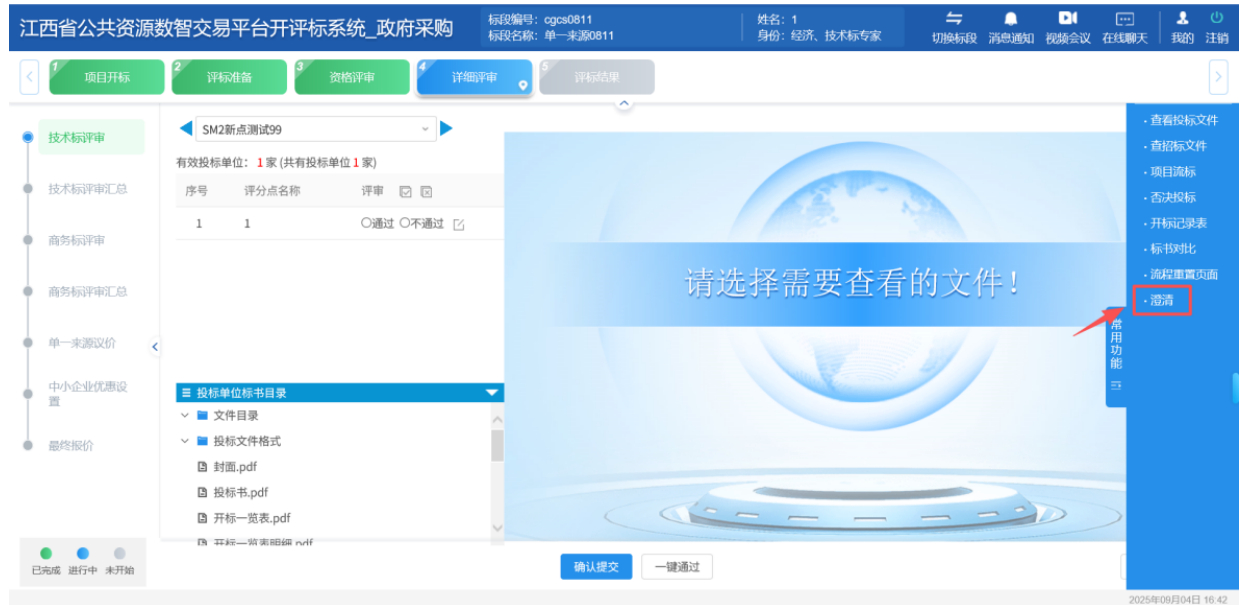 江西省公共资源数智交易平台开评标系统_政府采购
标段编号：cgcs0811
标段名称：单一来源0811
姓名：1
身份：经济、技术标专家
切换标段 消息通知 视频会议 在线聊天 我的 注销
1 项目开标
2 评标准备
3 资格评审
4 详细评审
5 评标结果
技术标评审
技术标评审汇总
商务标评审
商务标评审汇总
单一来源议价
中小企业优惠设
置
最终报价
已完成 进行中 未开始
SM2新点测试99
有效投标单位：1家 (共有投标单位1家)
序号 评分点名称 评审
1 1 通过 不通过
投标单位标书目录
文件目录
投标文件格式
封面.pdf
投标书.pdf
开标一览表.pdf
开标一览表明细.pdf
请选择需要查看的文件！
确认提交 一键通过
常用功能
· 查看投标文件
· 查招标文件
· 项目流标
· 否决投标
· 开标记录表
· 标书对比
· 流程重置页面
· 澄清
2025年09月04日 16:42